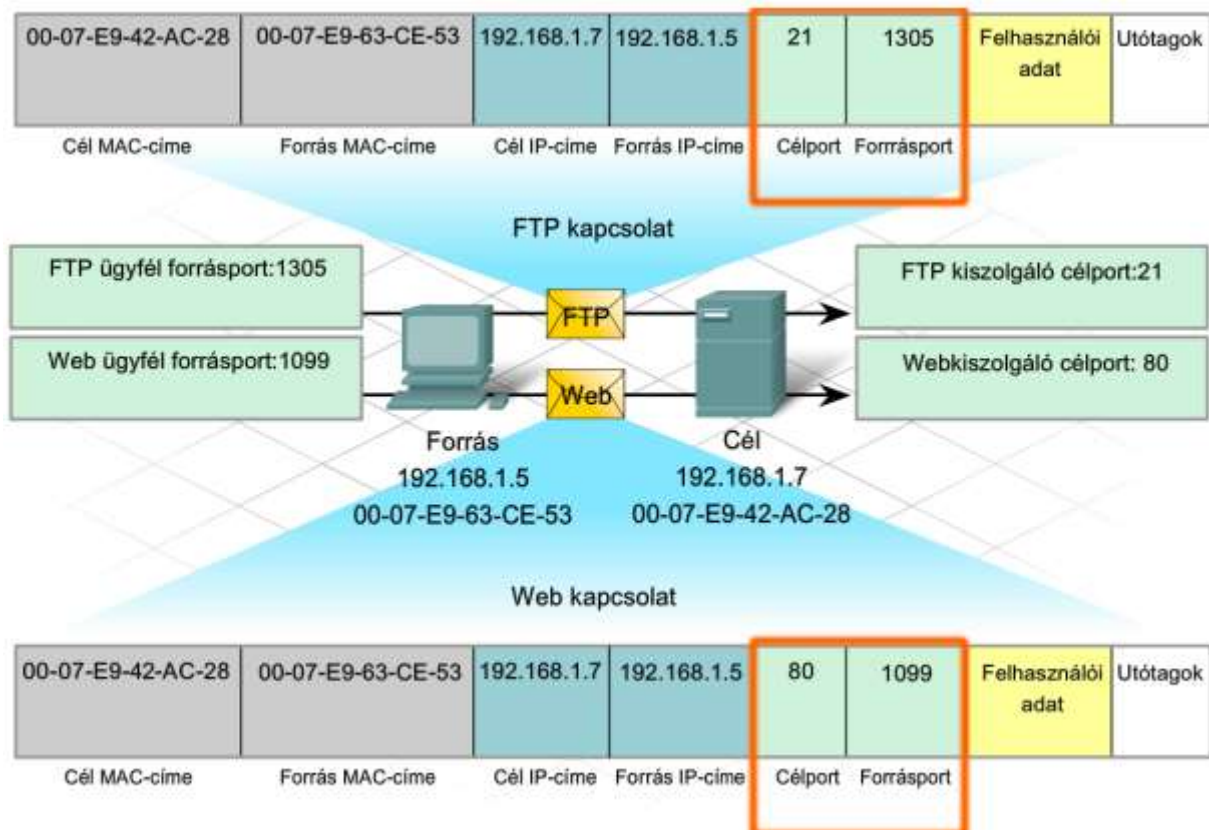 00-07-E9-42-AC-28 00-07-E9-63-CE-53 192.168.1.7 192.168.1.5 21 1305 Felhasználói Utótagok
adat
Cél MAC-címe Forrás MAC-címe Cél IP-címe Forrás IP-címe Célport Forrrásport
FTP kapcsolat
FTP ügyfél forrásport:1305
FTP kiszolgáló célport:21
FTP
Web ügyfél forrásport:1099
Webkiszolgáló célport: 80
Web
Forrás
192.168.1.5
00-07-E9-63-CE-53
Cél
192.168.1.7
00-07-E9-42-AC-28
Web kapcsolat
00-07-E9-42-AC-28 00-07-E9-63-CE-53 192.168.1.7 192.168.1.5 80 1099 Felhasználói Utótagok
adat
Cél MAC-címe Forrás MAC-címe Cél IP-címe Forrás IP-címe Célport Forrásport